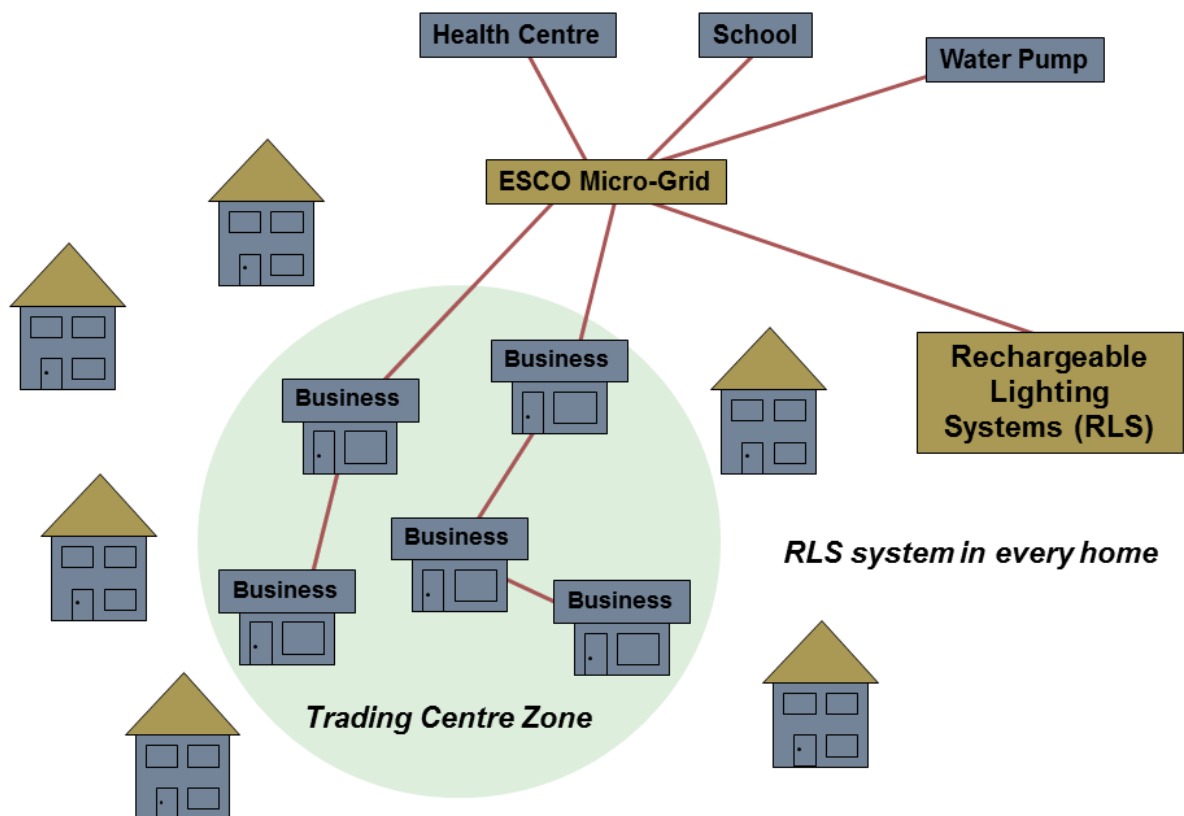 Health Centre
School
Water Pump
ESCO Micro-Grid
Business
Business
Rechargeable
Lighting
Systems (RLS)
Business
RLS system in every home
Business
Business
Trading Centre Zone